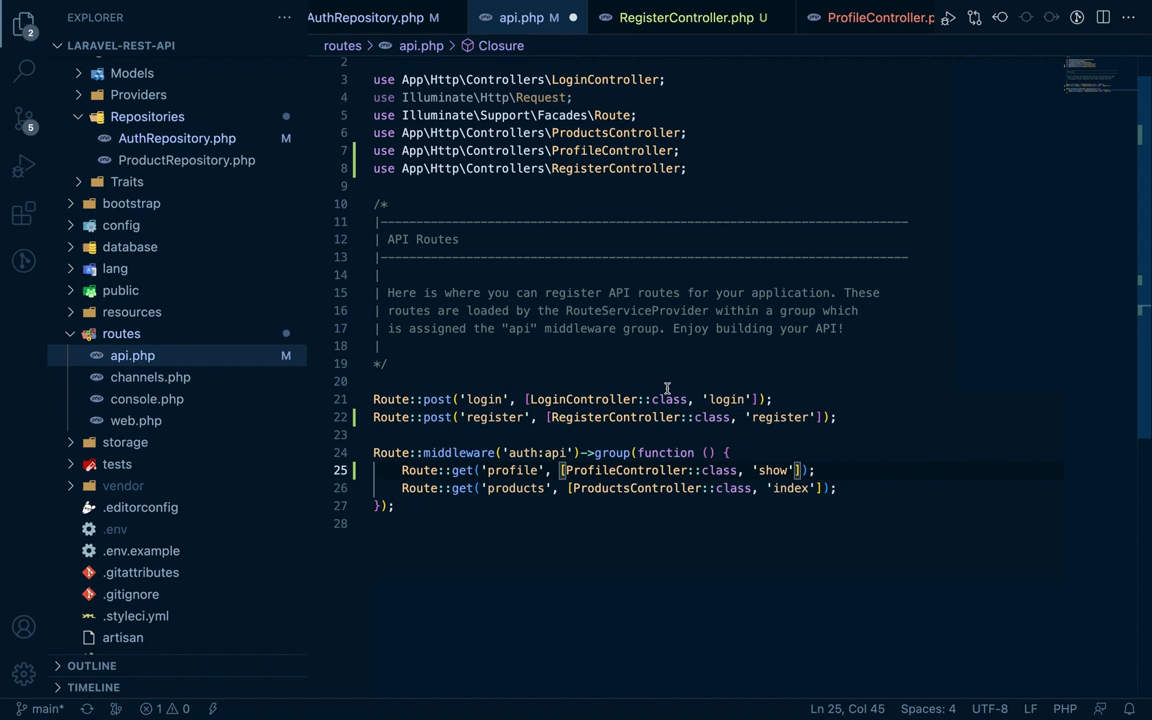 EXPLORER
AuthRepository.php M
api.php M
RegisterController.php U
ProfileController.p
2
LARAVEL-REST-API
routes > api.php > Closure
Models
Providers
Repositories
AuthRepository.php M
ProductRepository.php
Traits
bootstrap
config
database
lang
public
resources
routes
api.php M
channels.php
console.php
web.php
storage
tests
vendor
.editorconfig
.env
.env.example
.gitattributes
.gitignore
.styleci.yml
artisan
OUTLINE
TIMELINE
5
2
3 use App\Http\Controllers\LoginController;
4 use Illuminate\Http\Request;
5 use Illuminate\Support\Facades\Route;
6 use App\Http\Controllers\ProductsController;
7 use App\Http\Controllers\ProfileController;
8 use App\Http\Controllers\RegisterController;
9
10 /*
11 |--------------------------------------------------------------------------
12 | API Routes
13 |--------------------------------------------------------------------------
14 |
15 | Here is where you can register API routes for your application. These
16 | routes are loaded by the RouteServiceProvider within a group which
17 | is assigned the "api" middleware group. Enjoy building your API!
18 |
19 */
20
21 Route::post('login', [LoginController::class, 'login']);
22 Route::post('register', [RegisterController::class, 'register']);
23
24 Route::middleware('auth:api')->group(function () {
25 Route::get('profile', [ProfileController::class, 'show']);
26 Route::get('products', [ProductsController::class, 'index']);
27 });
28
main* 1 0
Ln 25, Col 45
Spaces: 4
UTF-8
LF
PHP